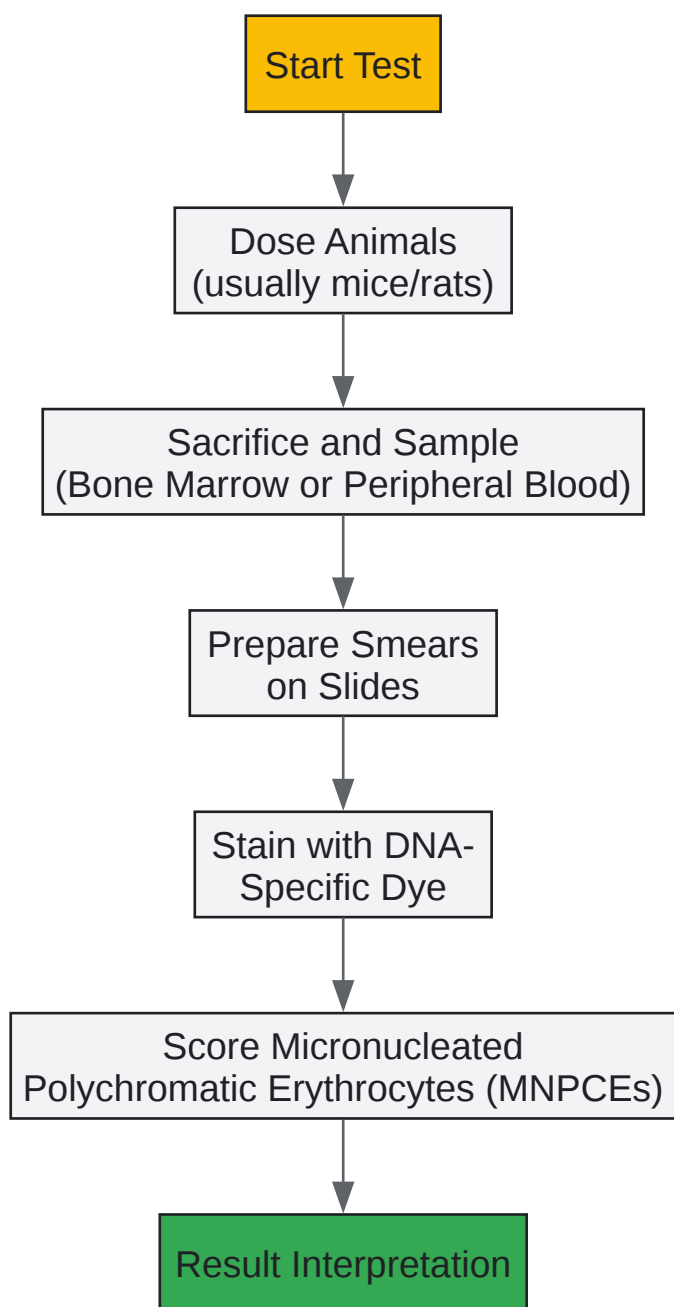 Start Test
Dose Animals
(usually mice/rats)
Sacrifice and Sample
(Bone Marrow or Peripheral Blood)
Prepare Smears
on Slides
Stain with DNA-
Specific Dye
Score Micronucleated
Polychromatic Erythrocytes (MNPCEs)
Result Interpretation